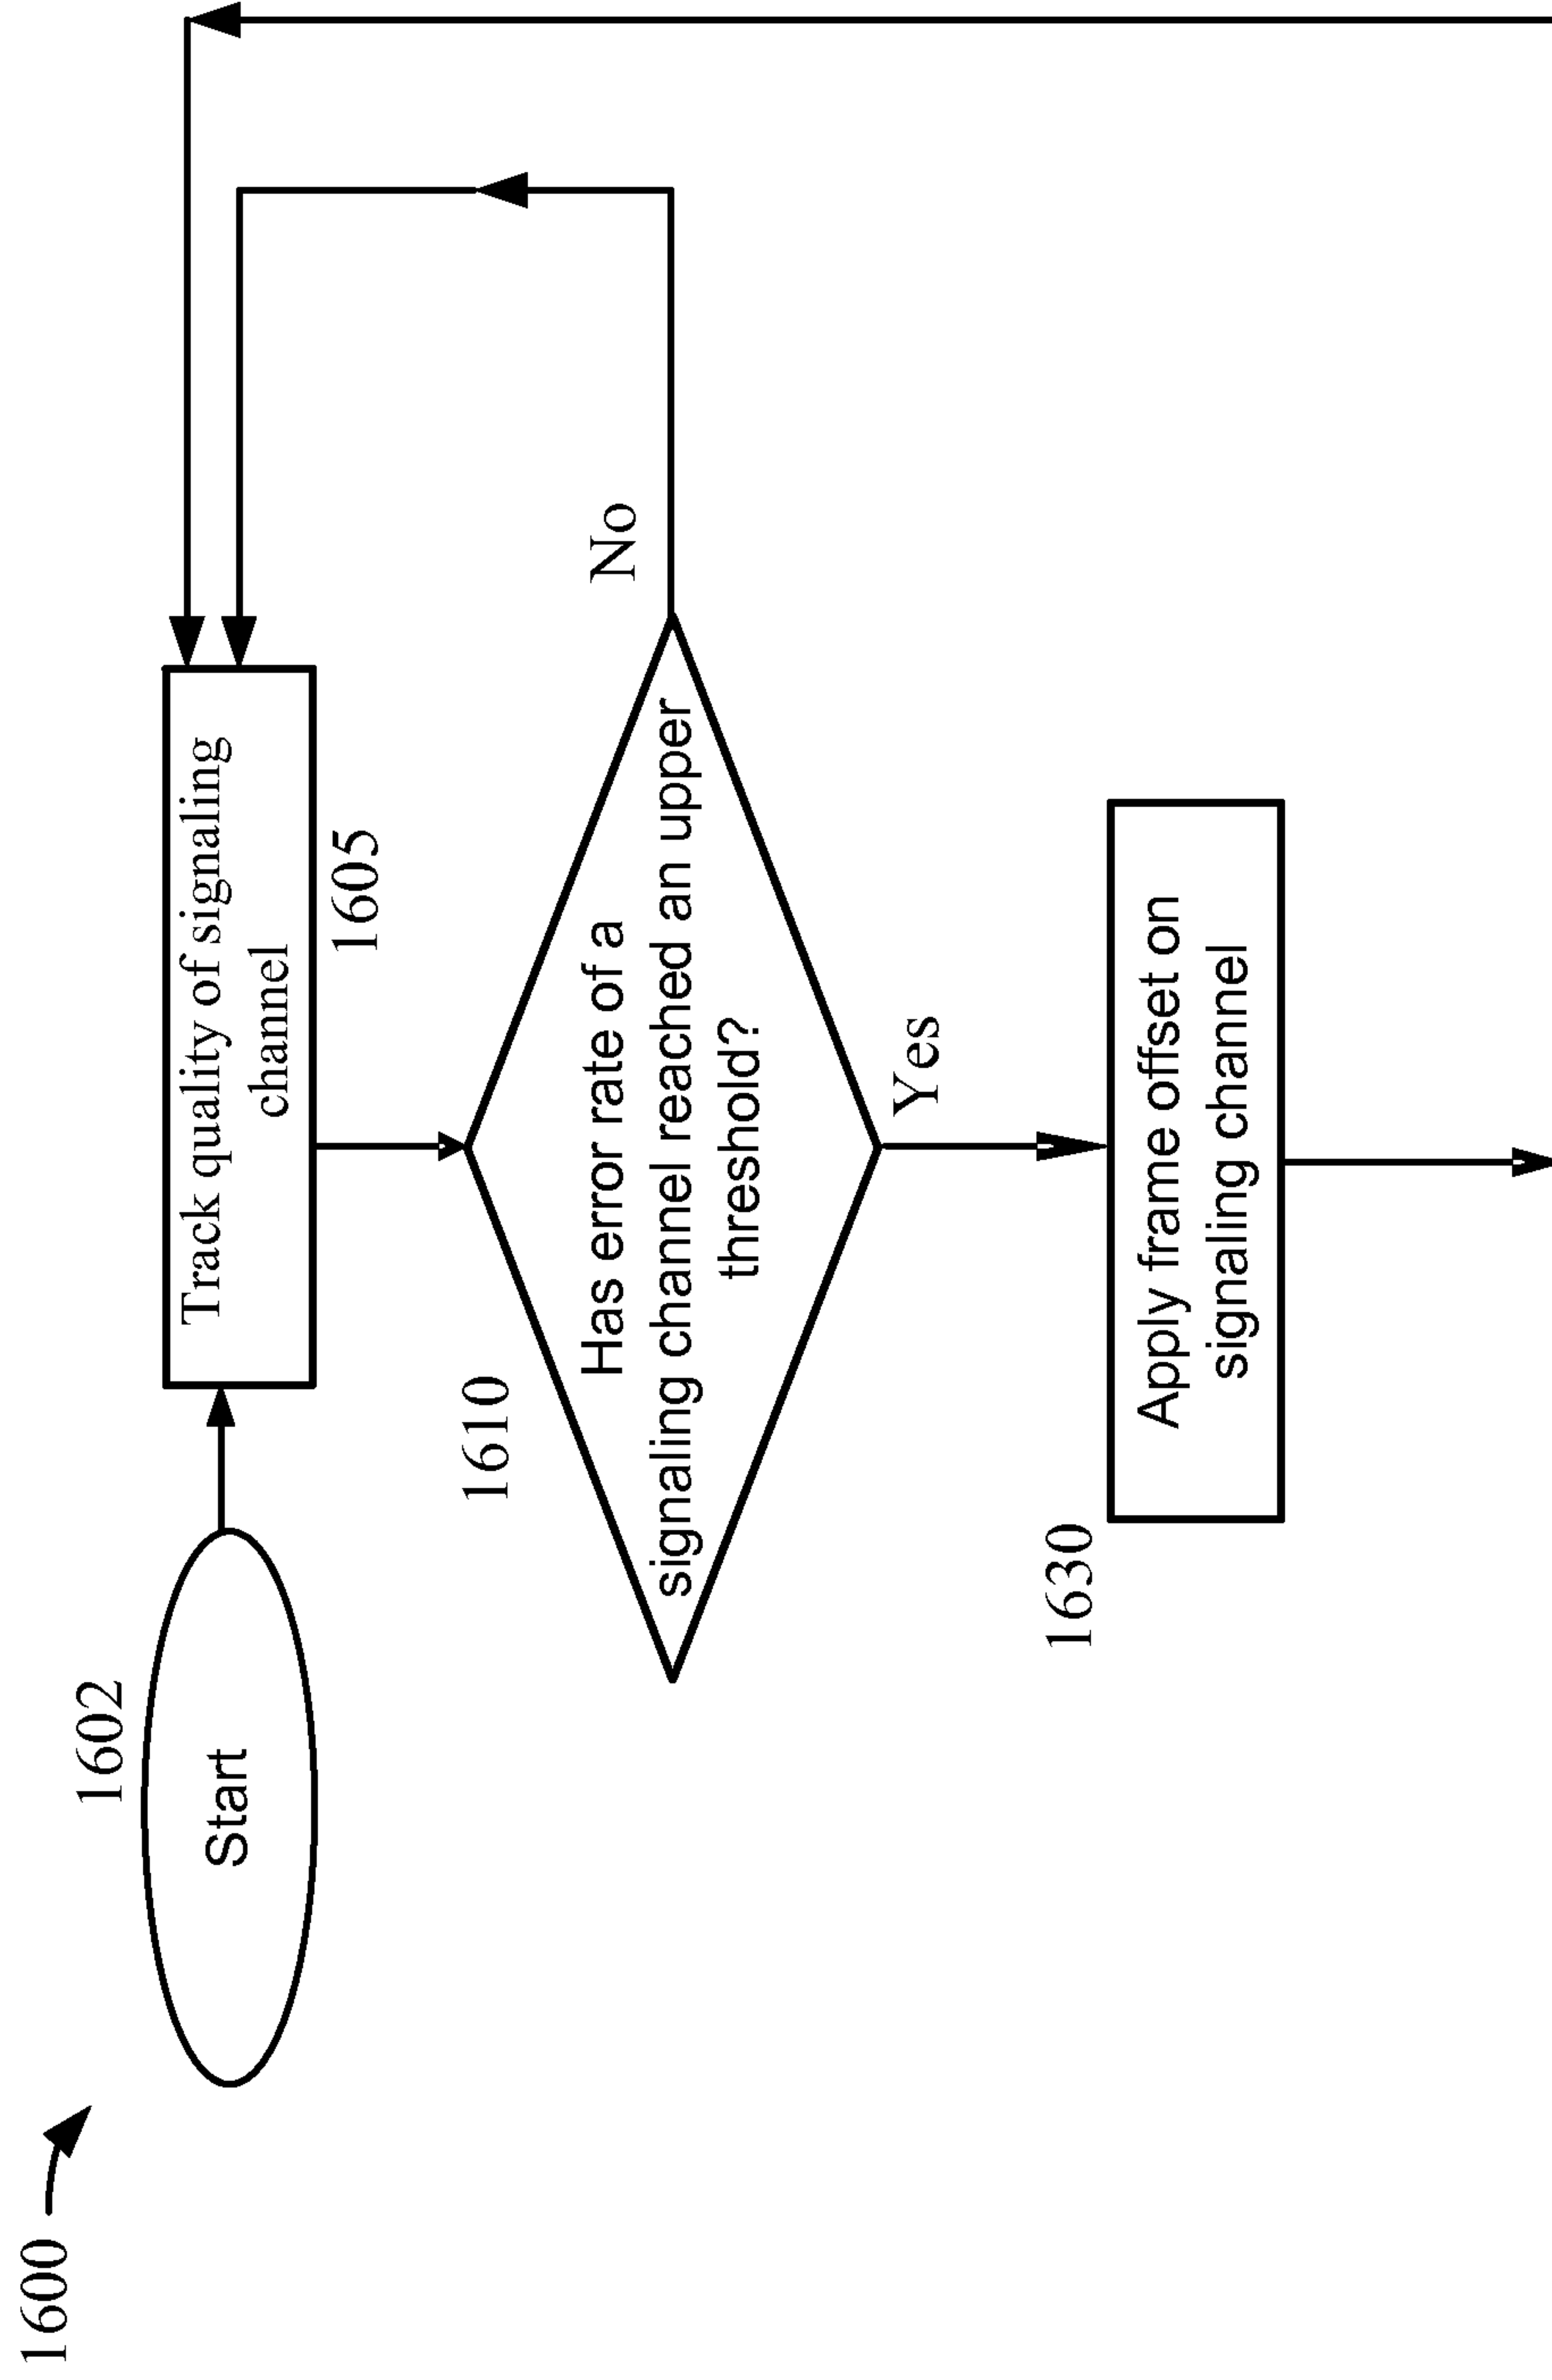 1600
1602
Start
Track quality of signaling
channel
1605
1610
Has error rate of a
signaling channel reached an upper
threshold?
No
Yes
1630
Apply frame offset on
signaling channel